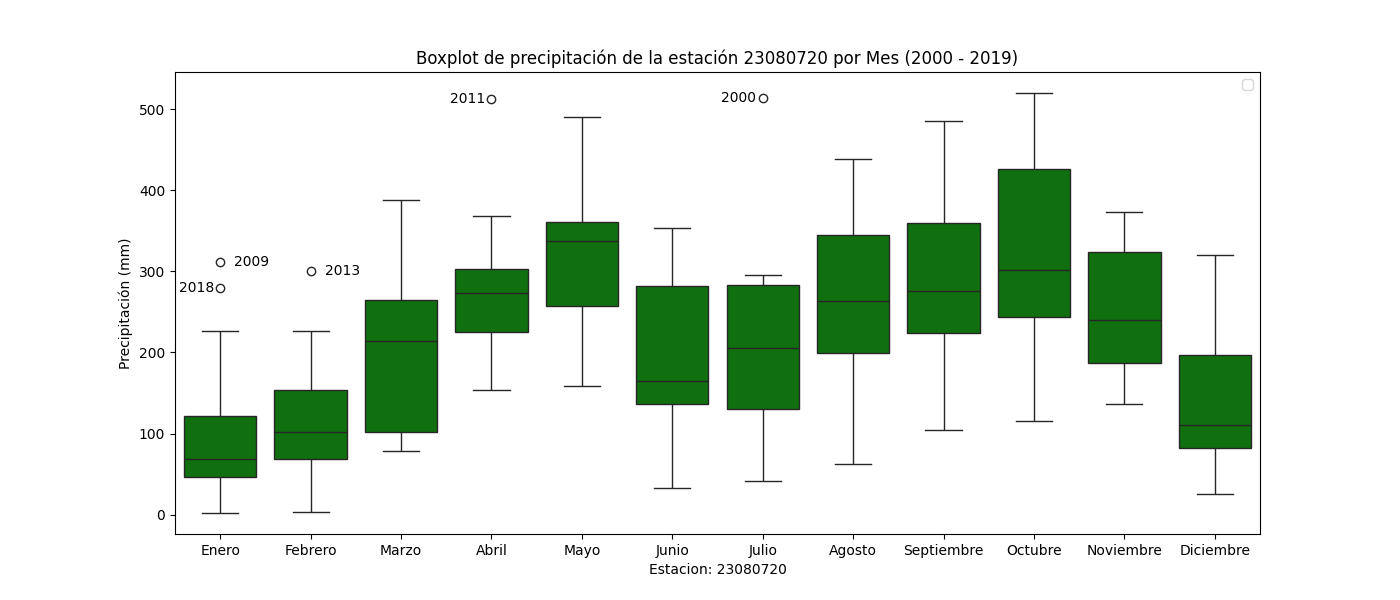 Boxplot de precipitación de la estación 23080720 por Mes (2000 - 2019)
Precipitación (mm)
500
400
300
200
100
0
2009
2018
2013
2011
2000
Enero Febrero Marzo Abril Mayo Junio Julio Agosto Septiembre Octubre Noviembre Diciembre
Estacion: 23080720